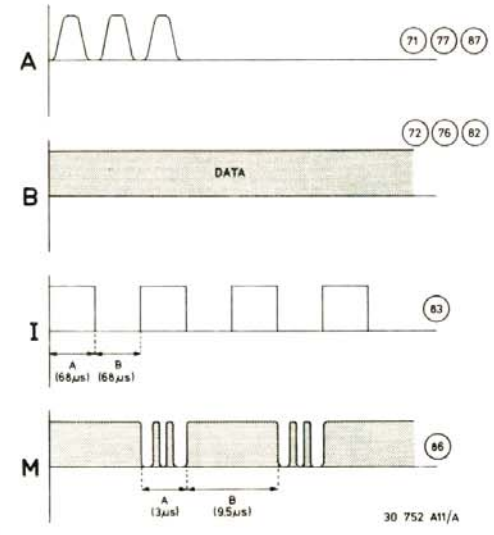 A
71 77 87
72 76 82
B
DATA
I
83
A B
(68µs) (68µs)
M
86
A B
(3µs) (9.5µs)
30 752 A11/A